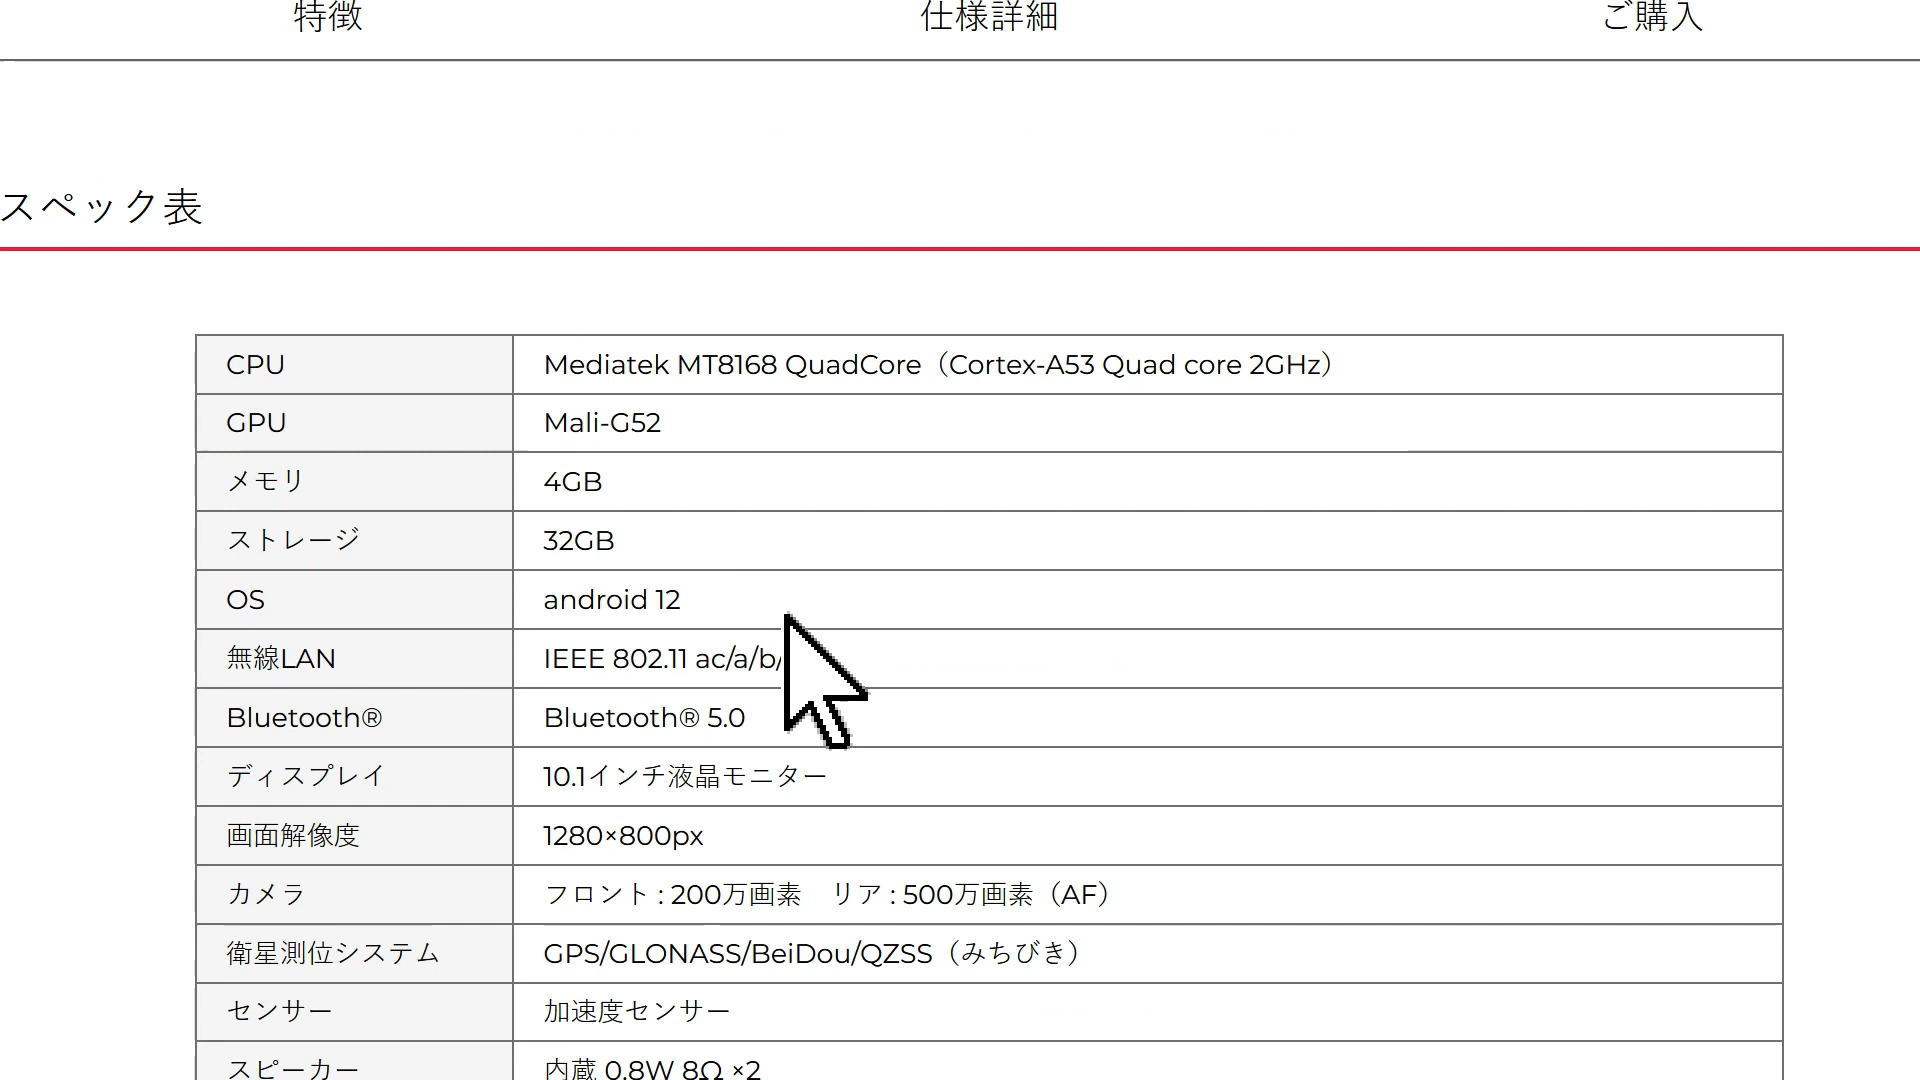 特徴 仕様詳細 ご購入
スペック表
CPU Mediatek MT8168 QuadCore（Cortex-A53 Quad core 2GHz）
GPU Mali-G52
メモリ 4GB
ストレージ 32GB
OS android 12
無線LAN IEEE 802.11 ac/a/b/
Bluetooth® Bluetooth® 5.0
ディスプレイ 10.1インチ液晶モニター
画面解像度 1280×800px
カメラ フロント : 200万画素　リア : 500万画素（AF）
衛星測位システム GPS/GLONASS/BeiDou/QZSS（みちびき）
センサー 加速度センサー
スピーカー 内蔵 0.8W 8Ω ×2